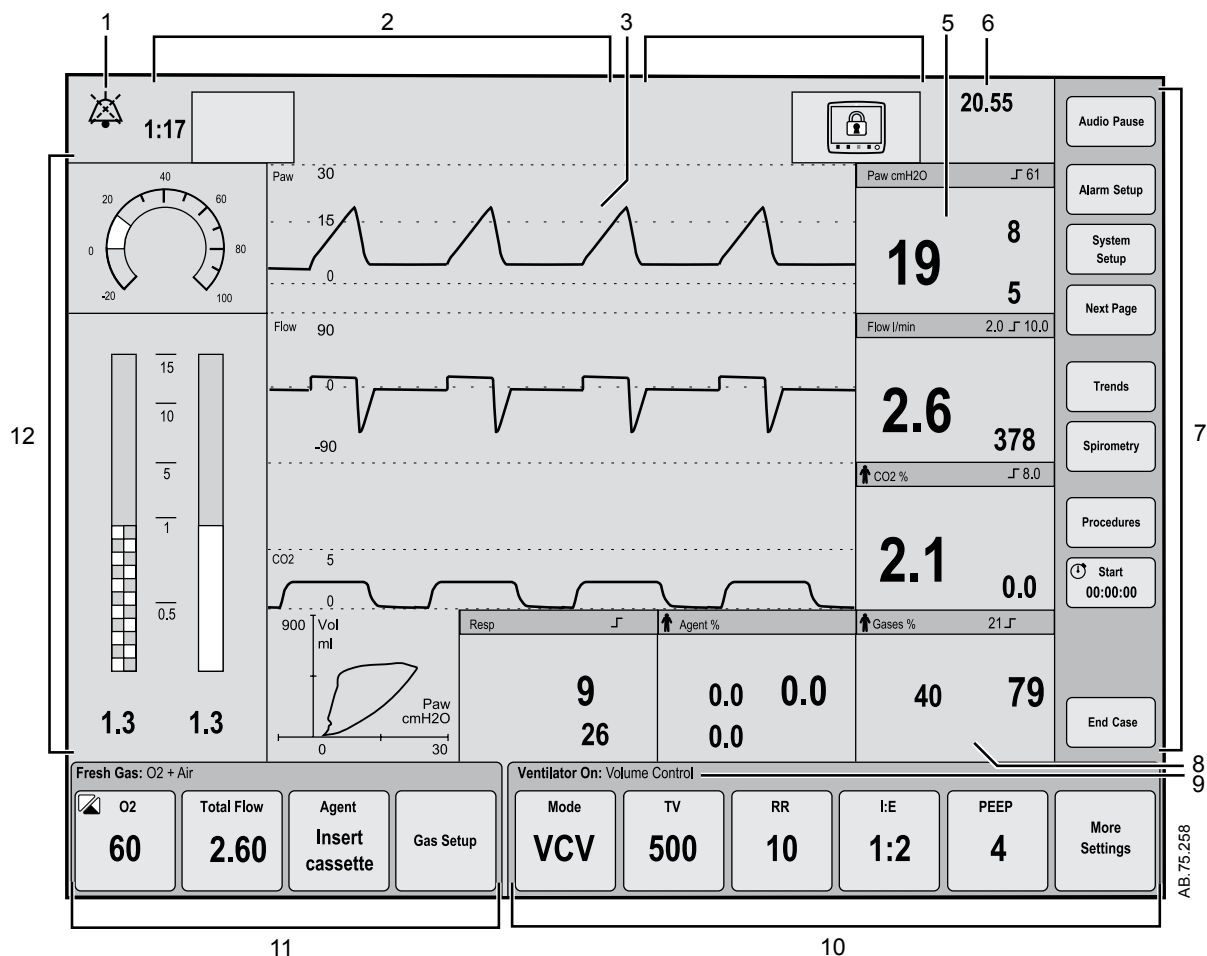 1
2
3
5
6
1:17
20.55
Audio Pause
Alarm Setup
System
Setup
Next Page
Trends
Spirometry
Procedures
Start
00:00:00
End Case
7
12
40
20
60
0
80
-20
100
Paw
30
15
0
Paw cmH2O
61
19
8
5
Flow
90
0
-90
Flow l/min
2.0
10.0
2.6
378
15
10
5
1
0.5
1.3
1.3
CO2 %
8.0
2.1
0.0
CO2
5
0
900
Vol
ml
Paw
cmH2O
0
30
Resp
9
26
Agent %
0.0
0.0
0.0
Gases %
21
40
79
8
9
Fresh Gas: O2 + Air
O2
60
Total Flow
2.60
Agent
Insert
cassette
Gas Setup
Ventilator On: Volume Control
Mode
VCV
TV
500
RR
10
I:E
1:2
PEEP
4
More
Settings
AB.75.258
11
10